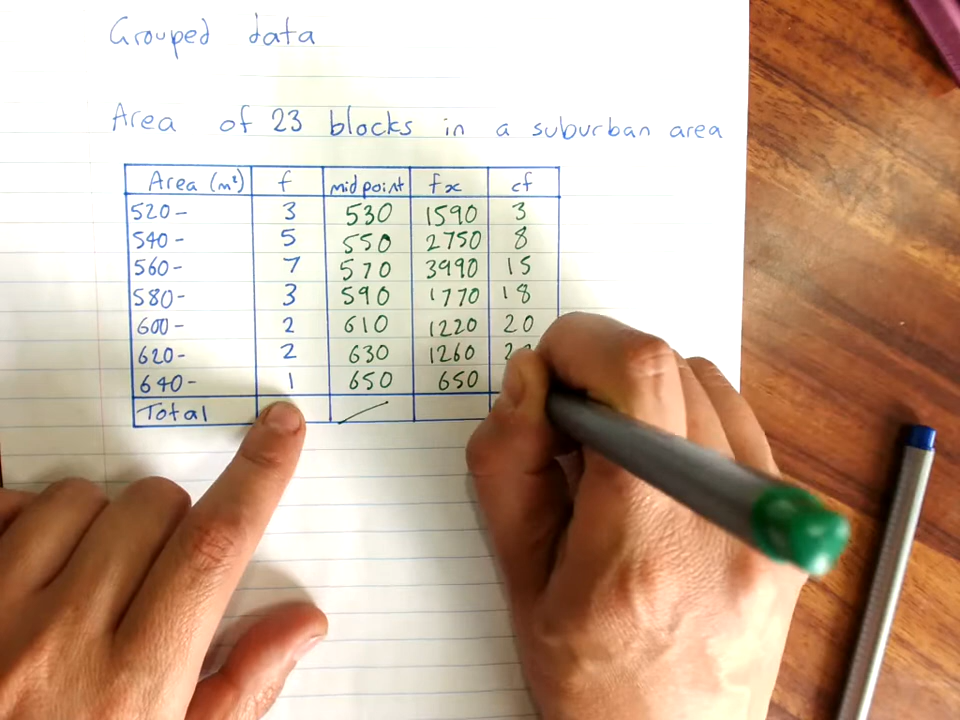 Grouped data
Area of 23 blocks in a suburban area
Area (m²) f midpoint fx cf
520- 3 530 1590 3
540- 5 550 2750 8
560- 7 570 3990 15
580- 3 590 1770 18
600- 2 610 1220 20
620- 2 630 1260
640- 1 650 650
Total